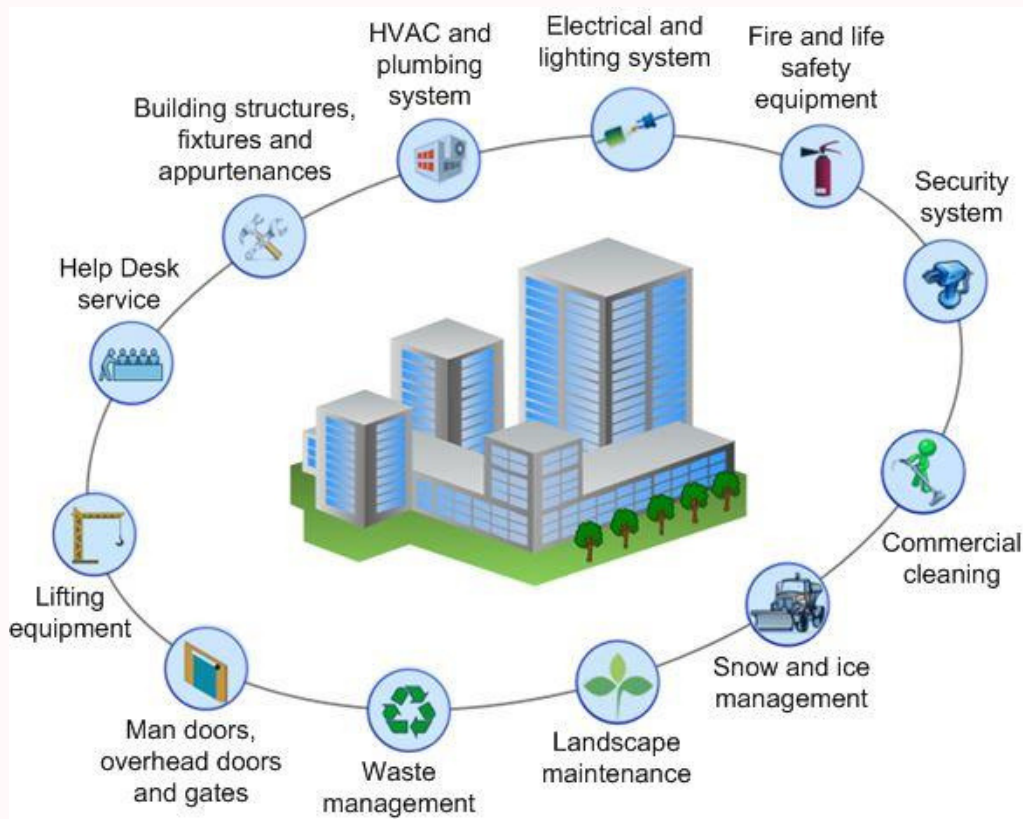 HVAC and
plumbing
system
Electrical and
lighting system
Fire and life
safety
equipment
Building structures,
fixtures and
appurtenances
Security
system
Help Desk
service
Commercial
cleaning
Lifting
equipment
Snow and ice
management
Man doors,
overhead doors
and gates
Waste
management
Landscape
maintenance